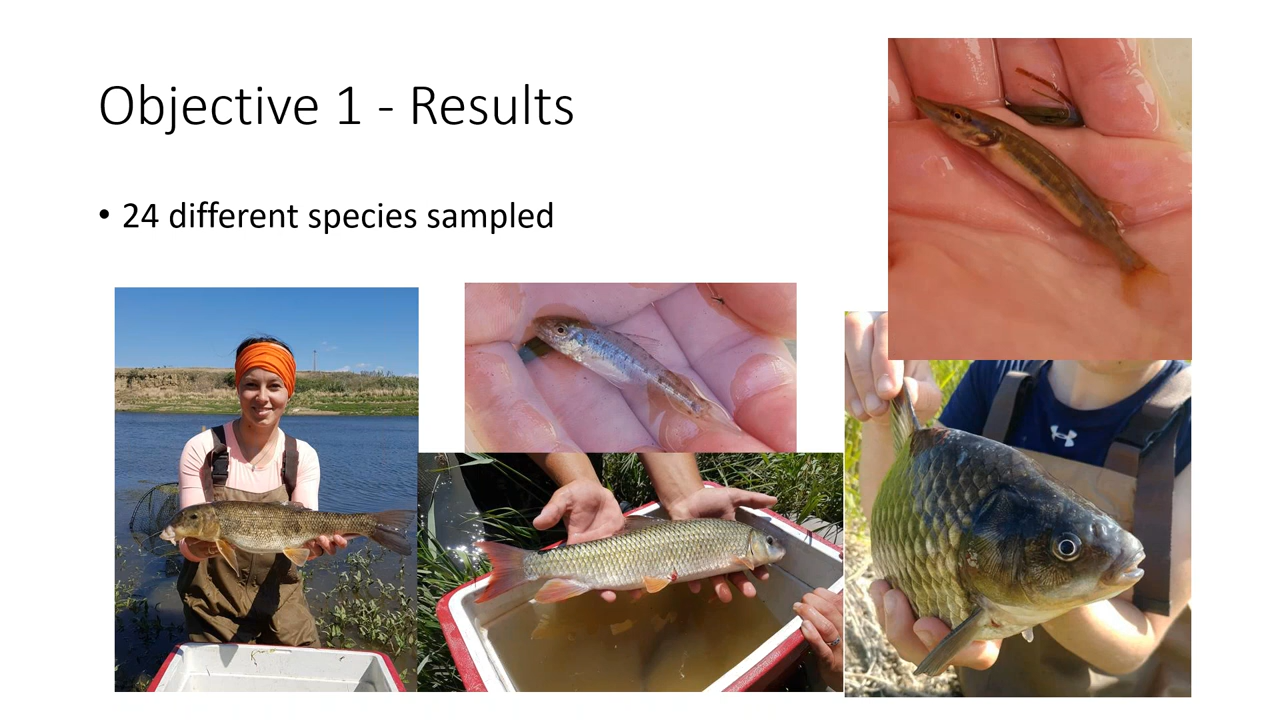 Objective 1 - Results
• 24 different species sampled